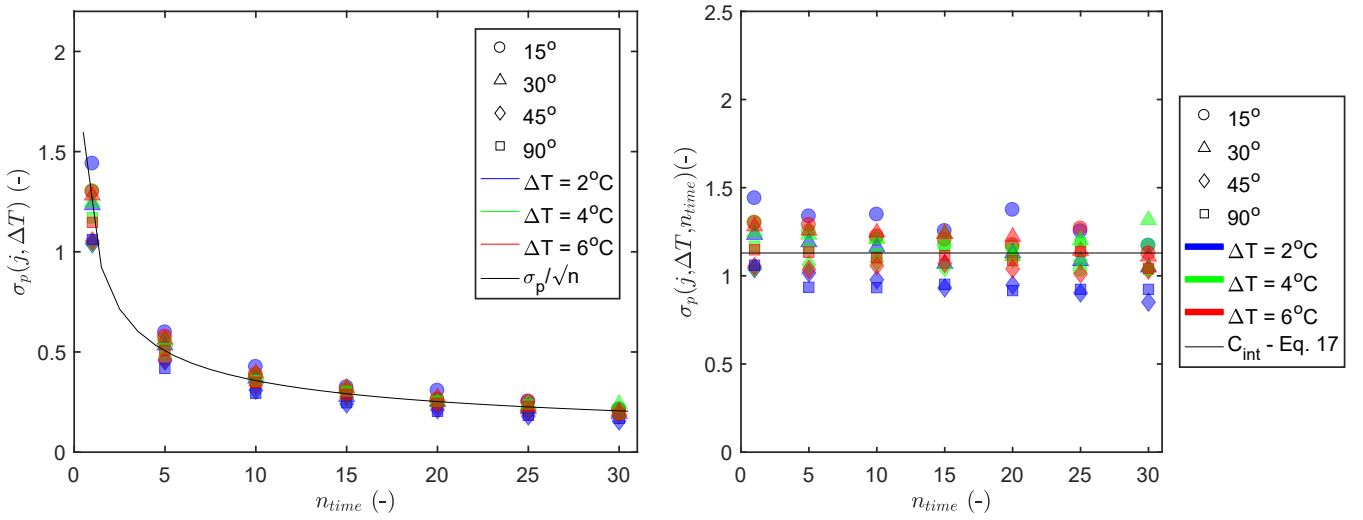 σp(j, ΔT) (-)
2
1.5
1
0.5
0
0 5 10 15 20 25 30
ntime (-)
15o
30o
45o
90o
ΔT = 2oC
ΔT = 4oC
ΔT = 6oC
σp/√n
σp(j, ΔT, ntime)(-)
2.5
2
1.5
1
0.5
0
0 5 10 15 20 25 30
ntime (-)
15o
30o
45o
90o
ΔT = 2oC
ΔT = 4oC
ΔT = 6oC
Cint - Eq. 17